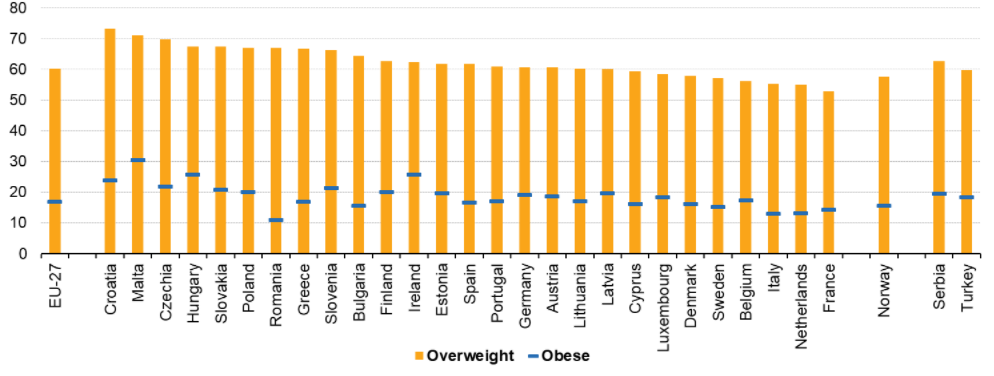 80
70
60
50
40
30
20
10
0
EU-27
Croatia
Malta
Czechia
Hungary
Slovakia
Poland
Romania
Greece
Slovenia
Bulgaria
Finland
Ireland
Estonia
Spain
Portugal
Germany
Austria
Lithuania
Latvia
Cyprus
Luxembourg
Denmark
Sweden
Belgium
Italy
Netherlands
France
Norway
Serbia
Turkey
Overweight Obese